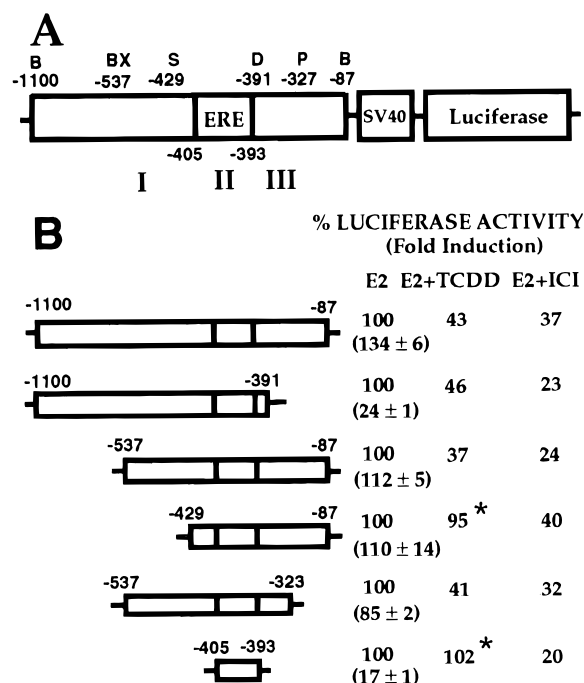 A
B BX S D P B
-1100 -537 -429 -391 -327 -87
ERE SV40 Luciferase
-405 -393
I II III
B
% LUCIFERASE ACTIVITY
(Fold Induction)
E2 E2+TCDD E2+ICI
-1100 -87
100 43 37
(134 ± 6)
-1100 -391
100 46 23
(24 ± 1)
-537 -87
100 37 24
(112 ± 5)
-429 -87
100 95 * 40
(110 ± 14)
-537 -323
100 41 32
(85 ± 2)
-405 -393
100 102 * 20
(17 ± 1)